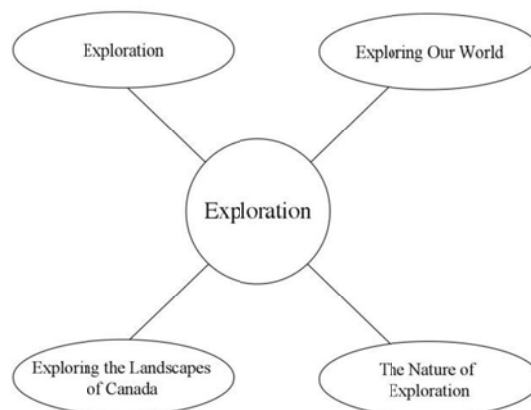 Exploration
Exploring Our World
Exploration
Exploring the Landscapes
of Canada
The Nature of
Exploration